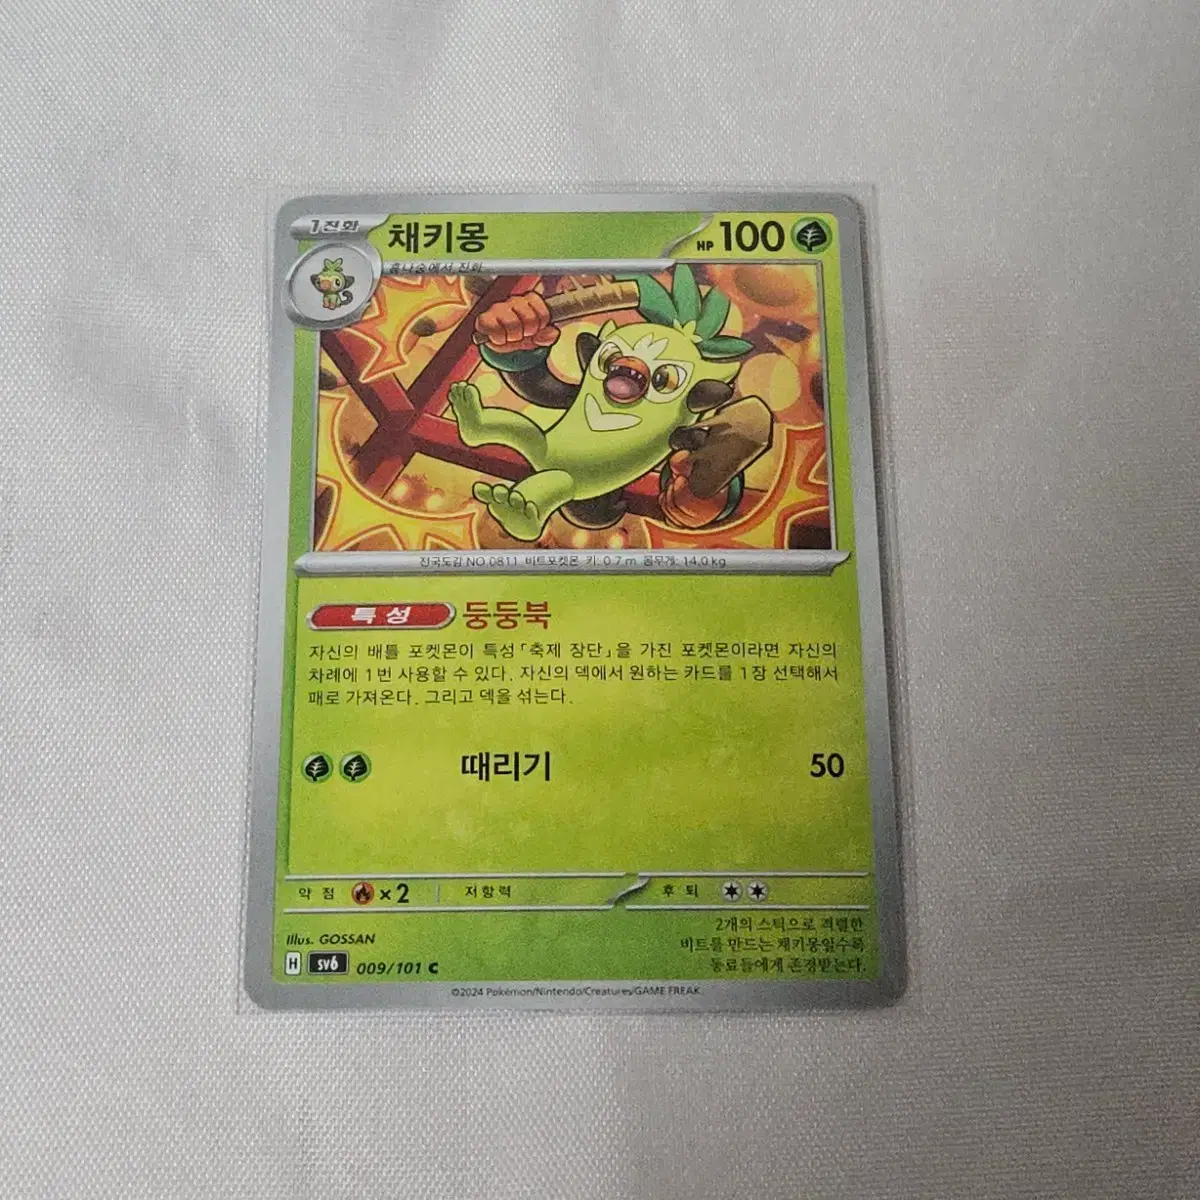 1진화
채키몽
HP 100
흥나숭에서 진화
전국도감 NO.0811 비트포켓몬 키: 0.7m 몸무게: 14.0kg
특성 둥둥북
자신의 배틀 포켓몬이 특성 「축제 장단」을 가진 포켓몬이라면 자신의
차례에 1번 사용할 수 있다. 자신의 덱에서 원하는 카드를 1장 선택해서
패로 가져온다. 그리고 덱을 섞는다.
때리기 50
약점 ×2 저항력 후퇴
2개의 스틱으로 격렬한
비트를 만드는 채키몽일수록
동료들에게 존경받는다.
Illus. GOSSAN
H sv6 009/101 C
©2024 Pokémon/Nintendo/Creatures/GAME FREAK